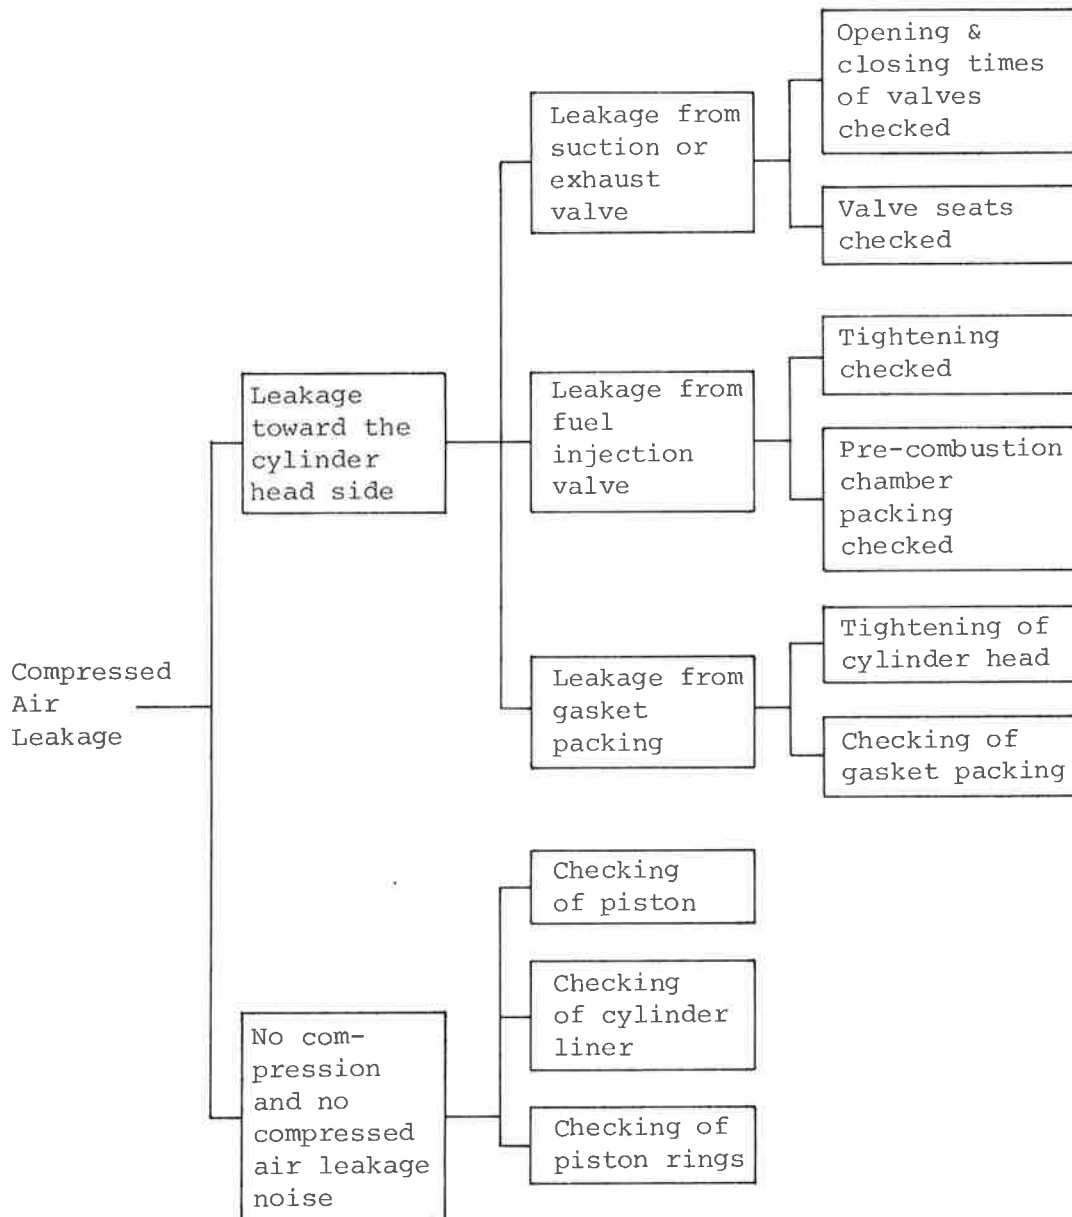 Compressed
Air
Leakage
Leakage
toward the
cylinder
head side
Leakage from
suction or
exhaust
valve
Opening &
closing times
of valves
checked
Valve seats
checked
Leakage from
fuel
injection
valve
Tightening
checked
Pre-combustion
chamber
packing
checked
Leakage from
gasket
packing
Tightening of
cylinder head
Checking of
gasket packing
No com-
pression
and no
compressed
air leakage
noise
Checking
of piston
Checking
of cylinder
liner
Checking of
piston rings